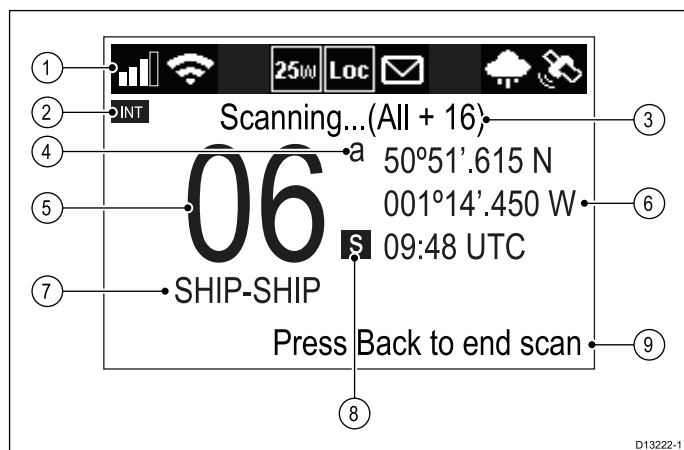 1
25W Loc
2
INT
Scanning...(All + 16)
3
4
a
50º51'.615 N
5
06
001º14'.450 W
6
S
09:48 UTC
7
SHIP-SHIP
Press Back to end scan
9
8
D13222-1